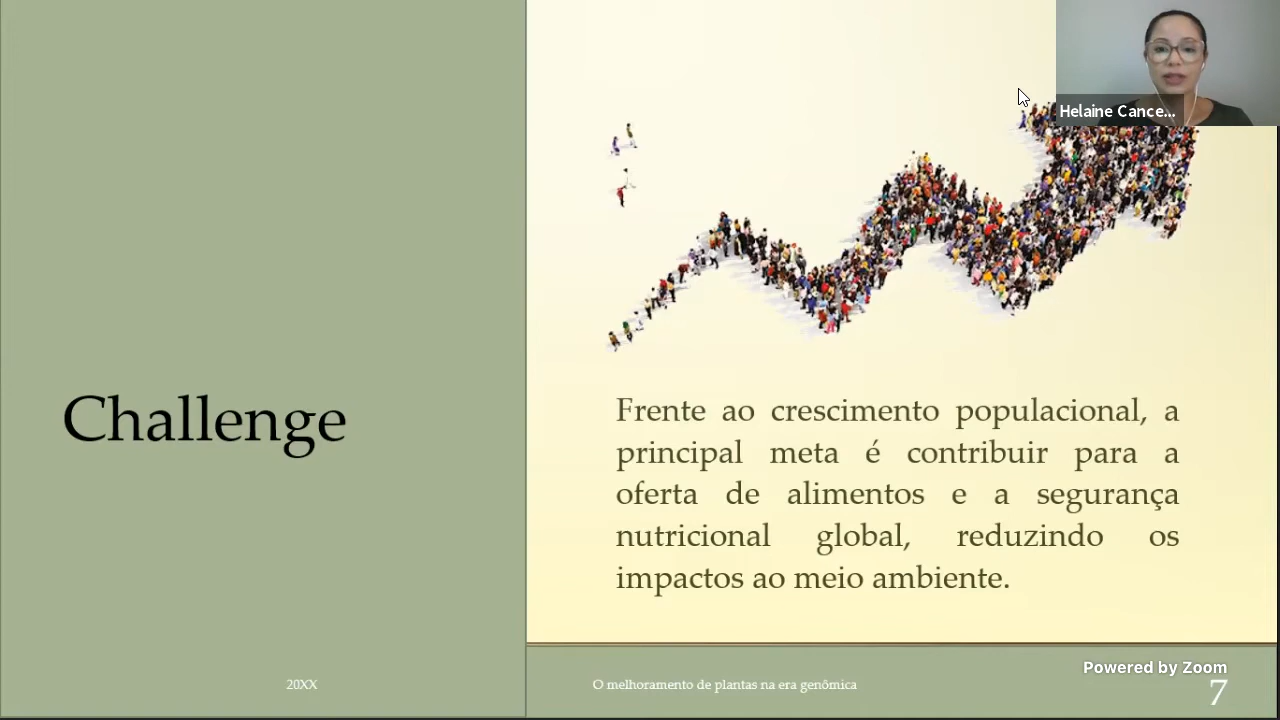 Helaine Cance...
Challenge
Frente ao crescimento populacional, a
principal meta é contribuir para a
oferta de alimentos e a segurança
nutricional global, reduzindo os
impactos ao meio ambiente.
20XX
O melhoramento de plantas na era genômica
Powered by Zoom
7